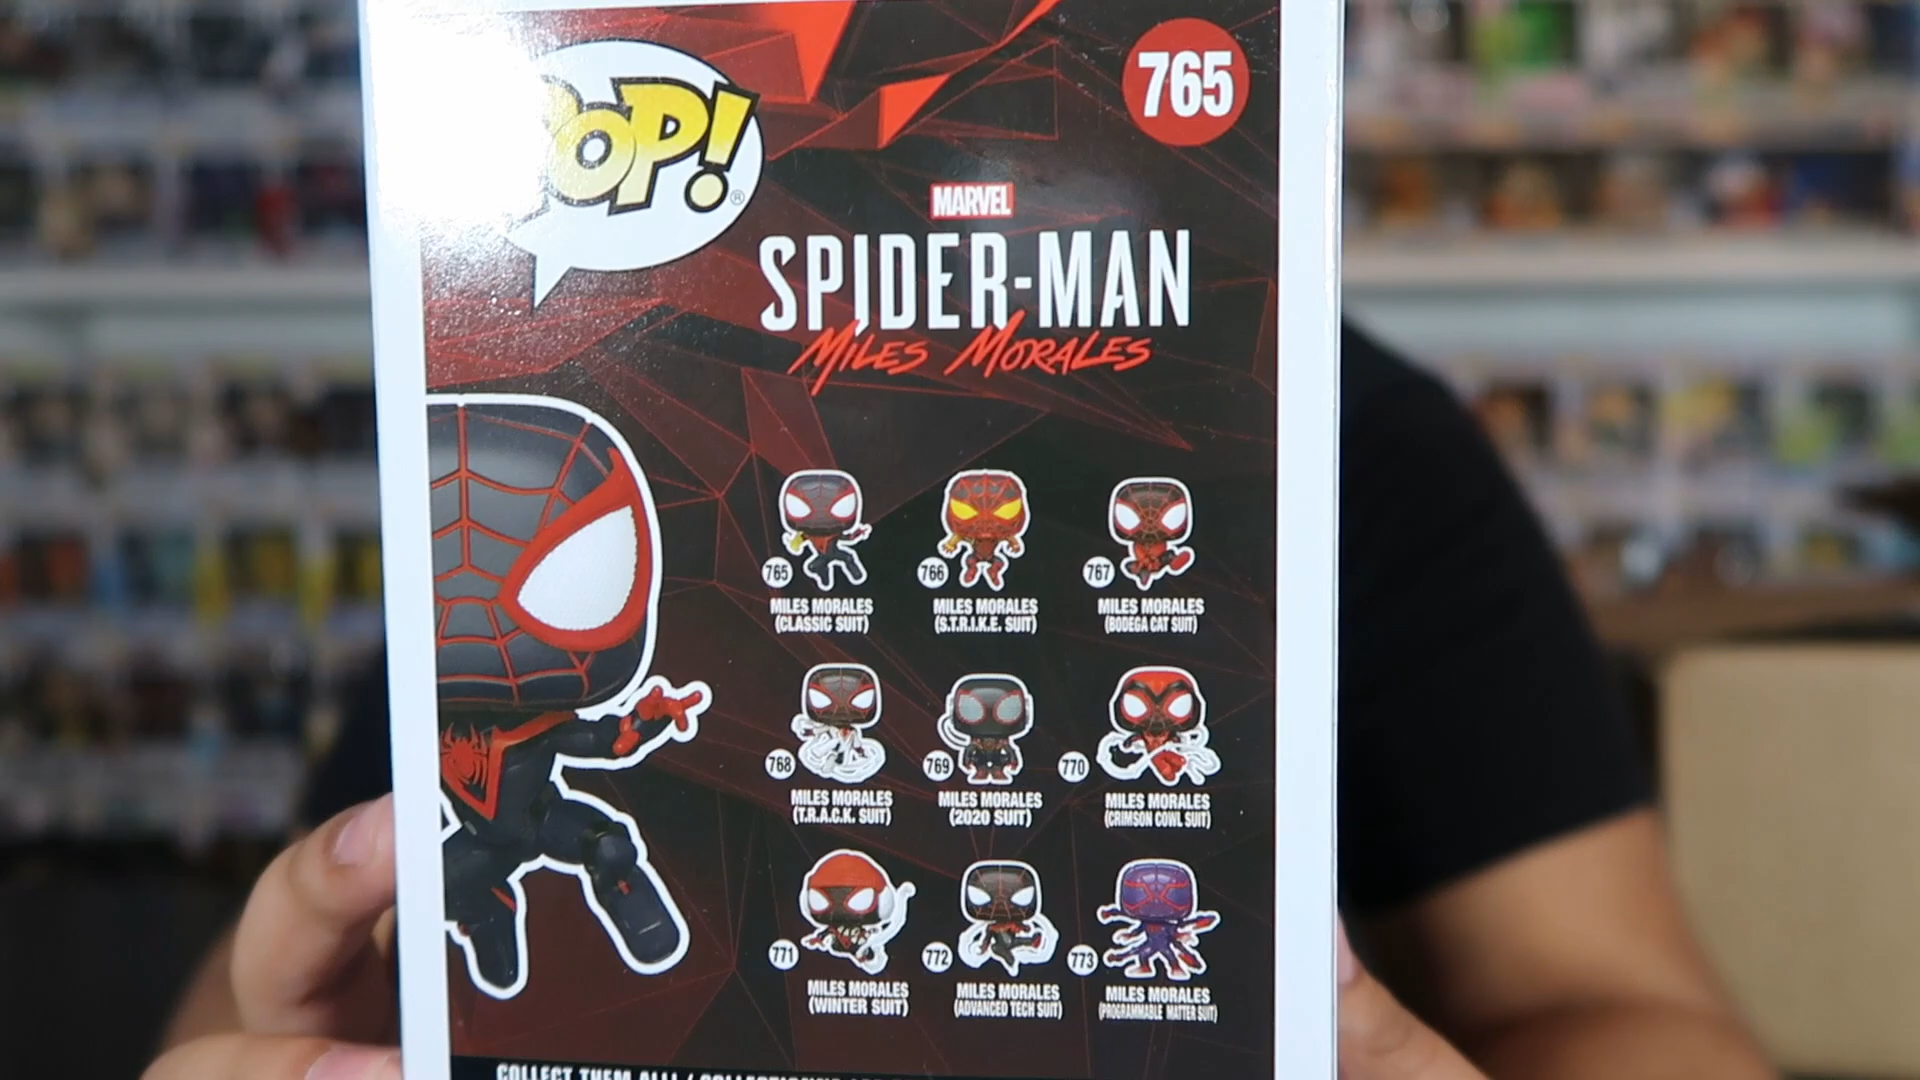 POP!®
765
MARVEL
SPIDER-MAN
MILES MORALES
765
MILES MORALES
(CLASSIC SUIT)
766
MILES MORALES
(S.T.R.I.K.E. SUIT)
767
MILES MORALES
(BODEGA CAT SUIT)
768
MILES MORALES
(T.R.A.C.K. SUIT)
769
MILES MORALES
(2020 SUIT)
770
MILES MORALES
(CRIMSON COWL SUIT)
771
MILES MORALES
(WINTER SUIT)
772
MILES MORALES
(ADVANCED TECH SUIT)
773
MILES MORALES
(PROGRAMMABLE MATTER SUIT)
COLLECT THEM ALL! /